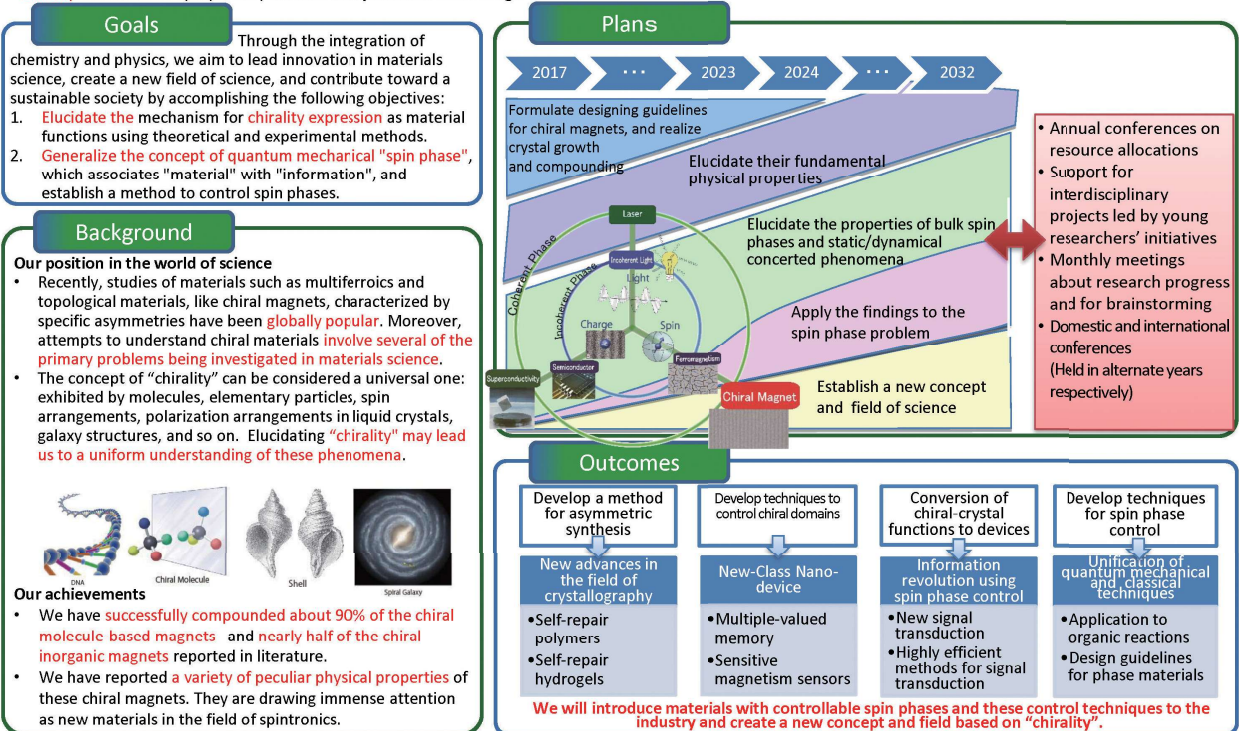 Goals
Through the integration of
chemistry and physics, we aim to lead innovation in materials
science, create a new field of science, and contribute toward a
sustainable society by accomplishing the following objectives:
1. Elucidate the mechanism for chirality expression as material
functions using theoretical and experimental methods.
2. Generalize the concept of quantum mecharical "spin phase",
which associates "material" with "information", and
establish a method to control spin phases.
Background
Our position in the world of science
• Recently, studies of materials such as multiferroics and
topological materials, like chiral magnets, characterized by
specific asymmetries have been globally popular. Moreover,
attempts to understand chiral materials involve several of the
primary problems being investigated in materials science.
• The concept of “chirality” can be considered a universal one:
exhibited by molecules, elementary particles, spin
arrangements, polarization arrangements in liquid crystals,
galaxy structures, and so on. Elucidating “chirality" may lead
us to a uniform understanding of these phenomena.
DNA
Chiral Molecule
Shell
Spiral Galaxy
Our achievements
• We have successfully compounded about 90% of the chiral
molecule-based magnets and nearly half of the chiral
inorganic magnets reported in literature.
• We have reported a variety of peculiar physical properties of
these chiral magnets. They are drawing immense attention
as new materials in the field of spintronics.
Plans
2017 ... 2023 2024 ... 2032
Formulate designing guidelines
for chiral magnets, and realize
crystal growth
and compounding
Elucidate their fundamental
physical properties
Elucidate the properties of bulk spin
phases and static/dynamical
concerted phenomena
Apply the findings to the
spin phase problem
Establish a new concept
and field of science
Laser
Coherent Phase
Incoherent Phase
Incoherent Light
Light
Charge
Spin
Semiconductor
Ferromagnetism
Superconductivity
Chiral Magnet
• Annual conferences on
resource allocations
• Support for
interdisciplinary
projects led by young
researchers’ initiatives
• Monthly meetings
about research progress
and for brainstorming
• Domestic and international
conferences
(Held in alternate years
respectively)
Outcomes
Develop a method
for asymmetric
synthesis
New advances in
the field of
crystallography
•Self-repair
polymers
•Self-repair
hydrogels
Develop techniques to
control chiral domains
New-Class Nano-
device
•Multiple-valued
memory
•Sensitive
magnetism sensors
Conversion of
chiral-crystal
functions to devices
Information
revolution using
spin phase control
•New signal
transduction
•Highly efficient
methods for signal
transduction
Develop techniques
for spin phase
control
Unification of
quantum mechanical
and classical
techniques
•Application to
organic reactions
•Design guidelines
for phase materials
We will introduce materials with controllable spin phases and these control techniques to the
industry and create a new concept and field based on “chirality”.